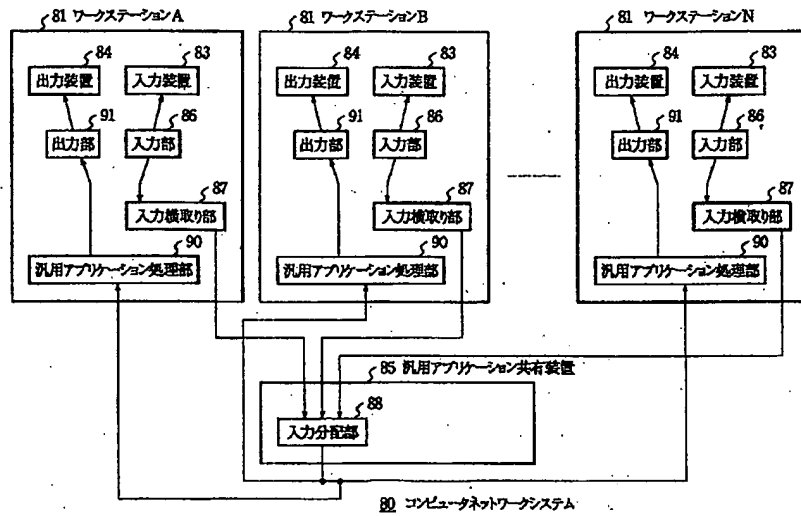 81 ワークステーションA
84
83
出力装置
入力装置
91
86
出力部
入力部
87
入力横取り部
90
汎用アプリケーション処理部
81 ワークステーションB
84
83
出力装置
入力装置
91
86
出力部
入力部
87
入力横取り部
90
汎用アプリケーション処理部
81 ワークステーションN
84
83
出力装置
入力装置
91
86
出力部
入力部
87
入力横取り部
90
汎用アプリケーション処理部
85 汎用アプリケーション共有装置
88
入力分配部
80 コンピュータネットワークシステム